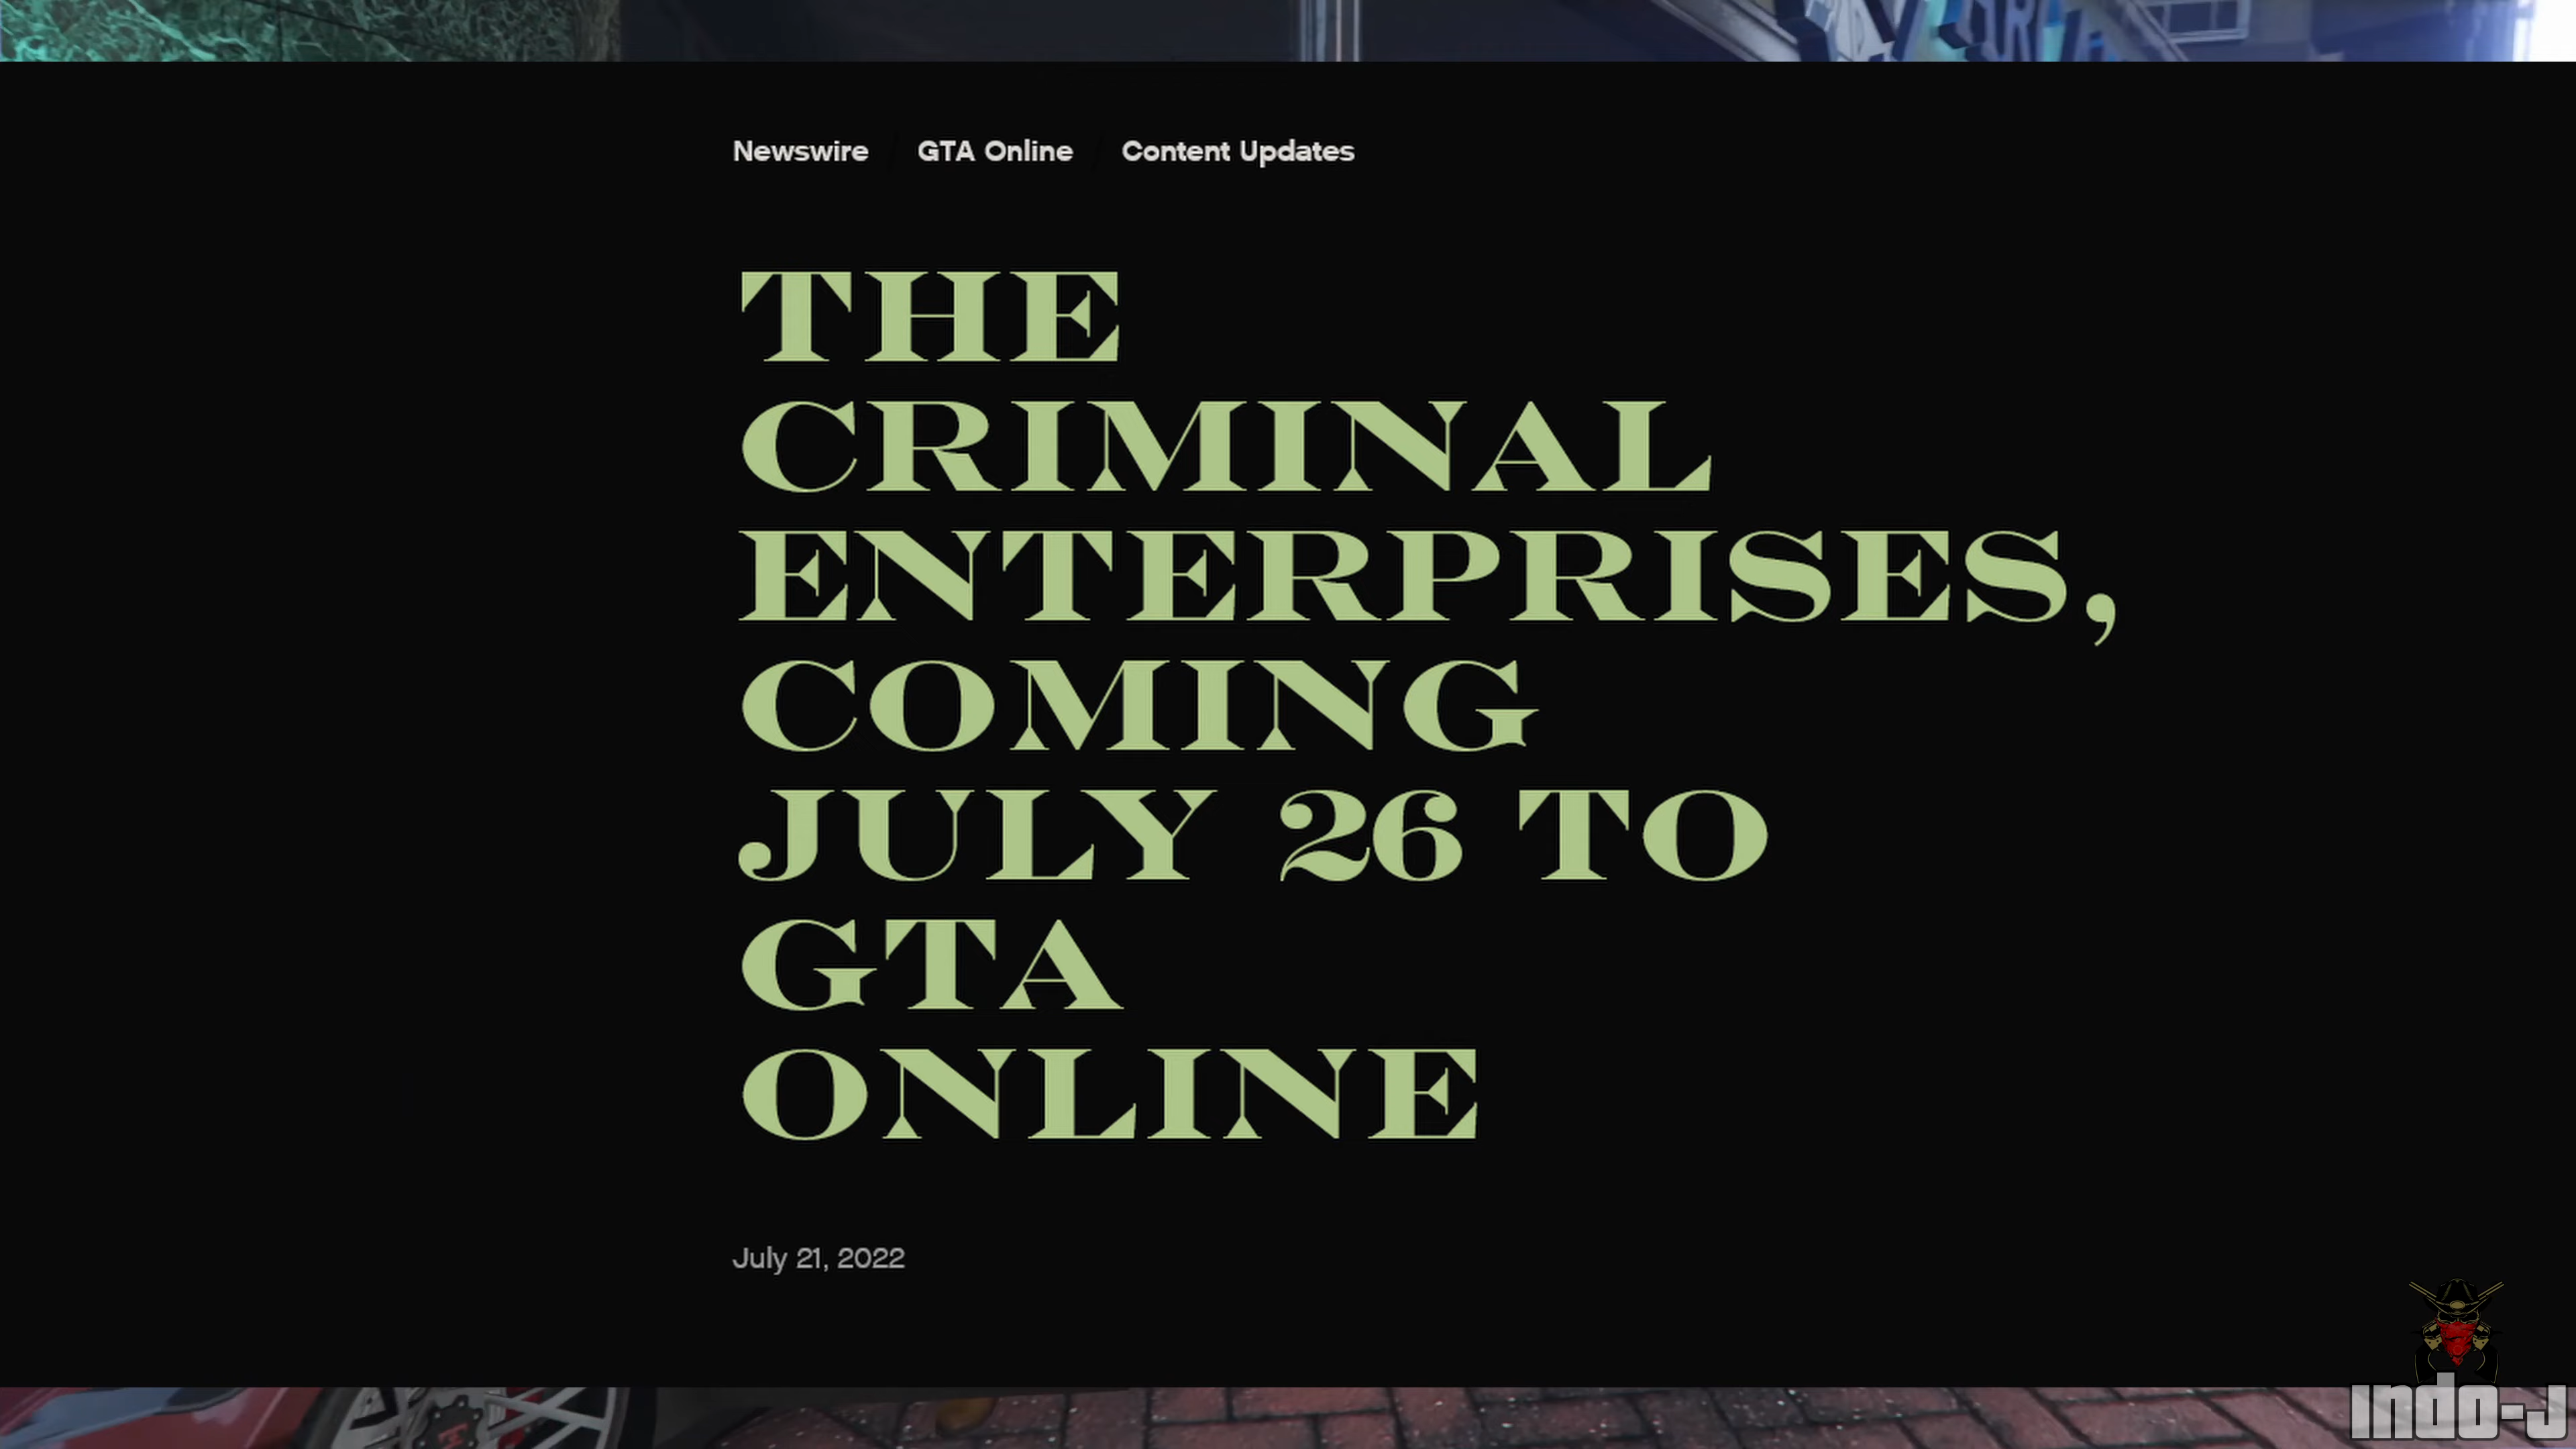 Newswire GTA Online Content Updates
THE
CRIMINAL
ENTERPRISES,
COMING
JULY 26 TO
GTA
ONLINE
July 21, 2022
INDO-J